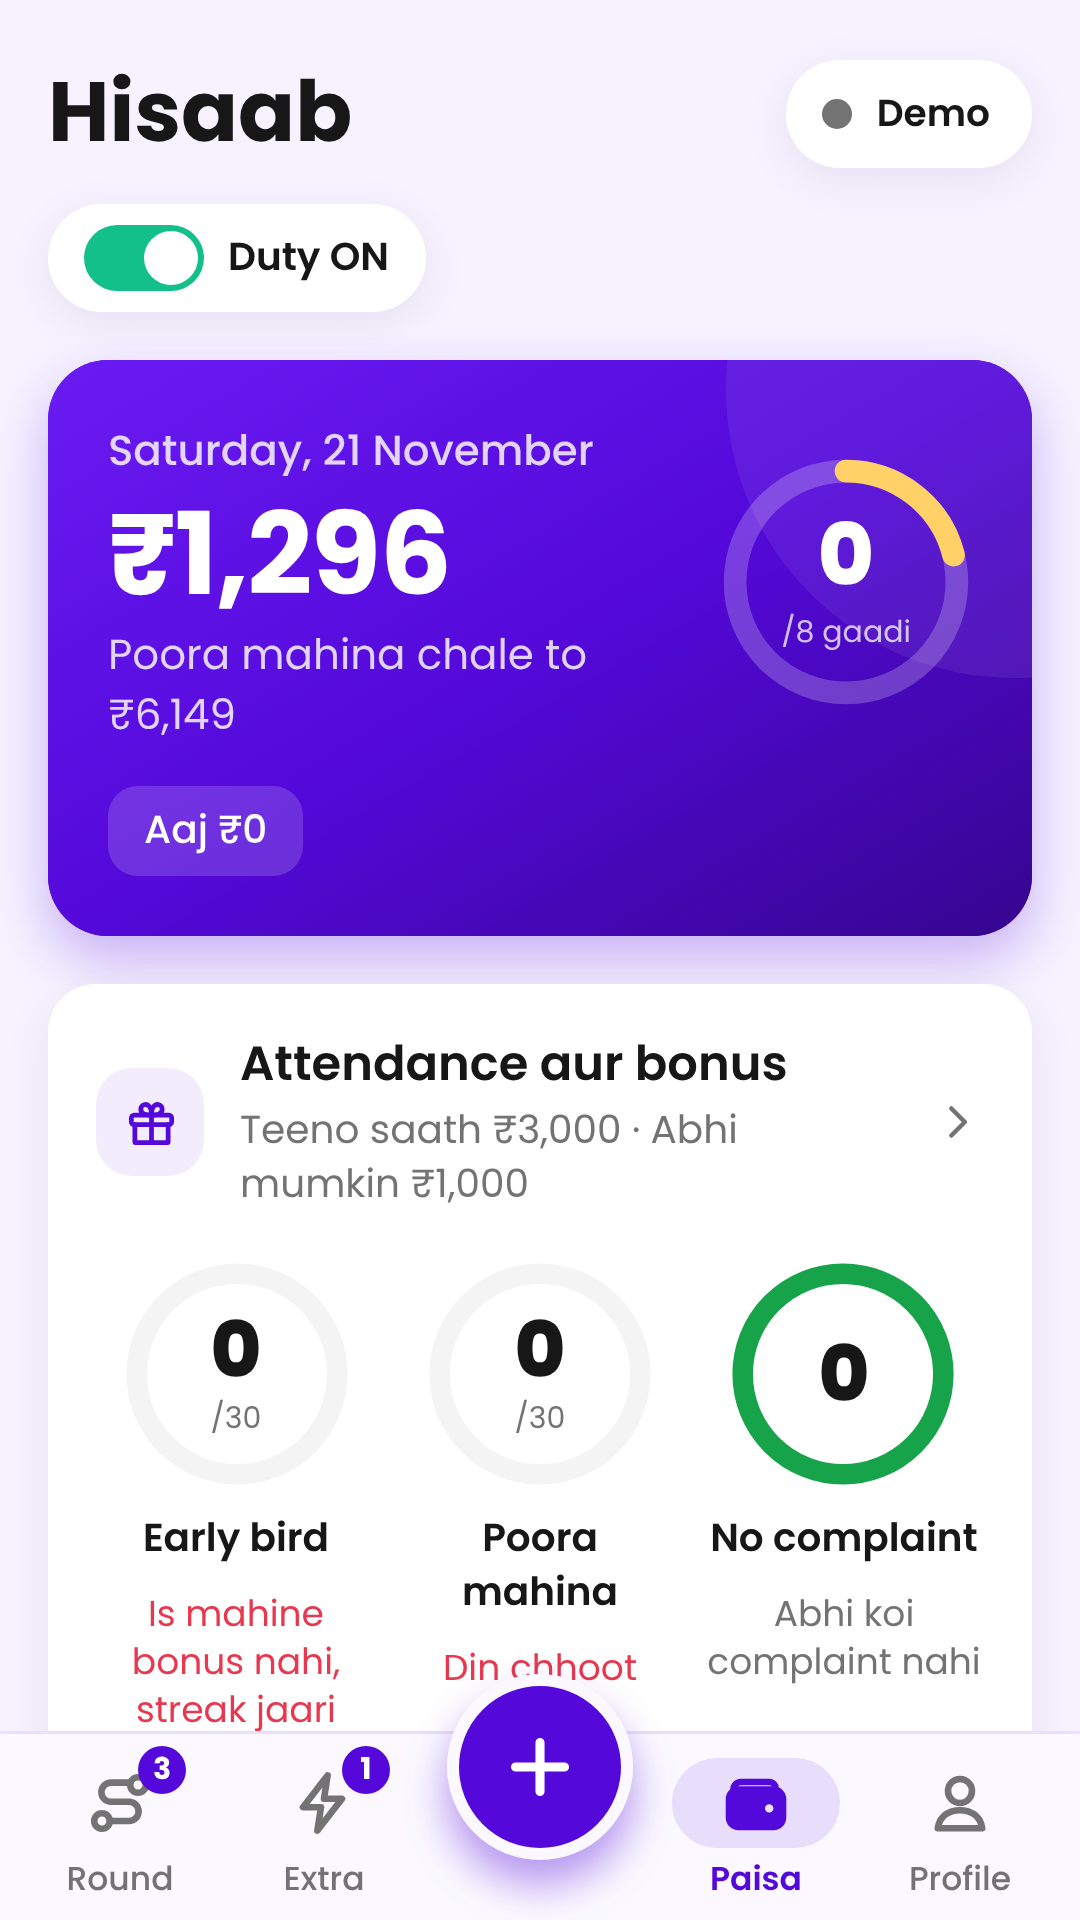 Hisaab
Demo
Duty ON
Saturday, 21 November
₹1,296
Poora mahina chale to
₹6,149
0
/8 gaadi
Aaj ₹0
Attendance aur bonus
Teeno saath ₹3,000 · Abhi
mumkin ₹1,000
0
/30
0
/30
0
Early bird
Is mahine
bonus nahi,
streak jaari
Poora
mahina
Din chhoot
No complaint
Abhi koi
complaint nahi
3
Round
1
Extra
Paisa
Profile